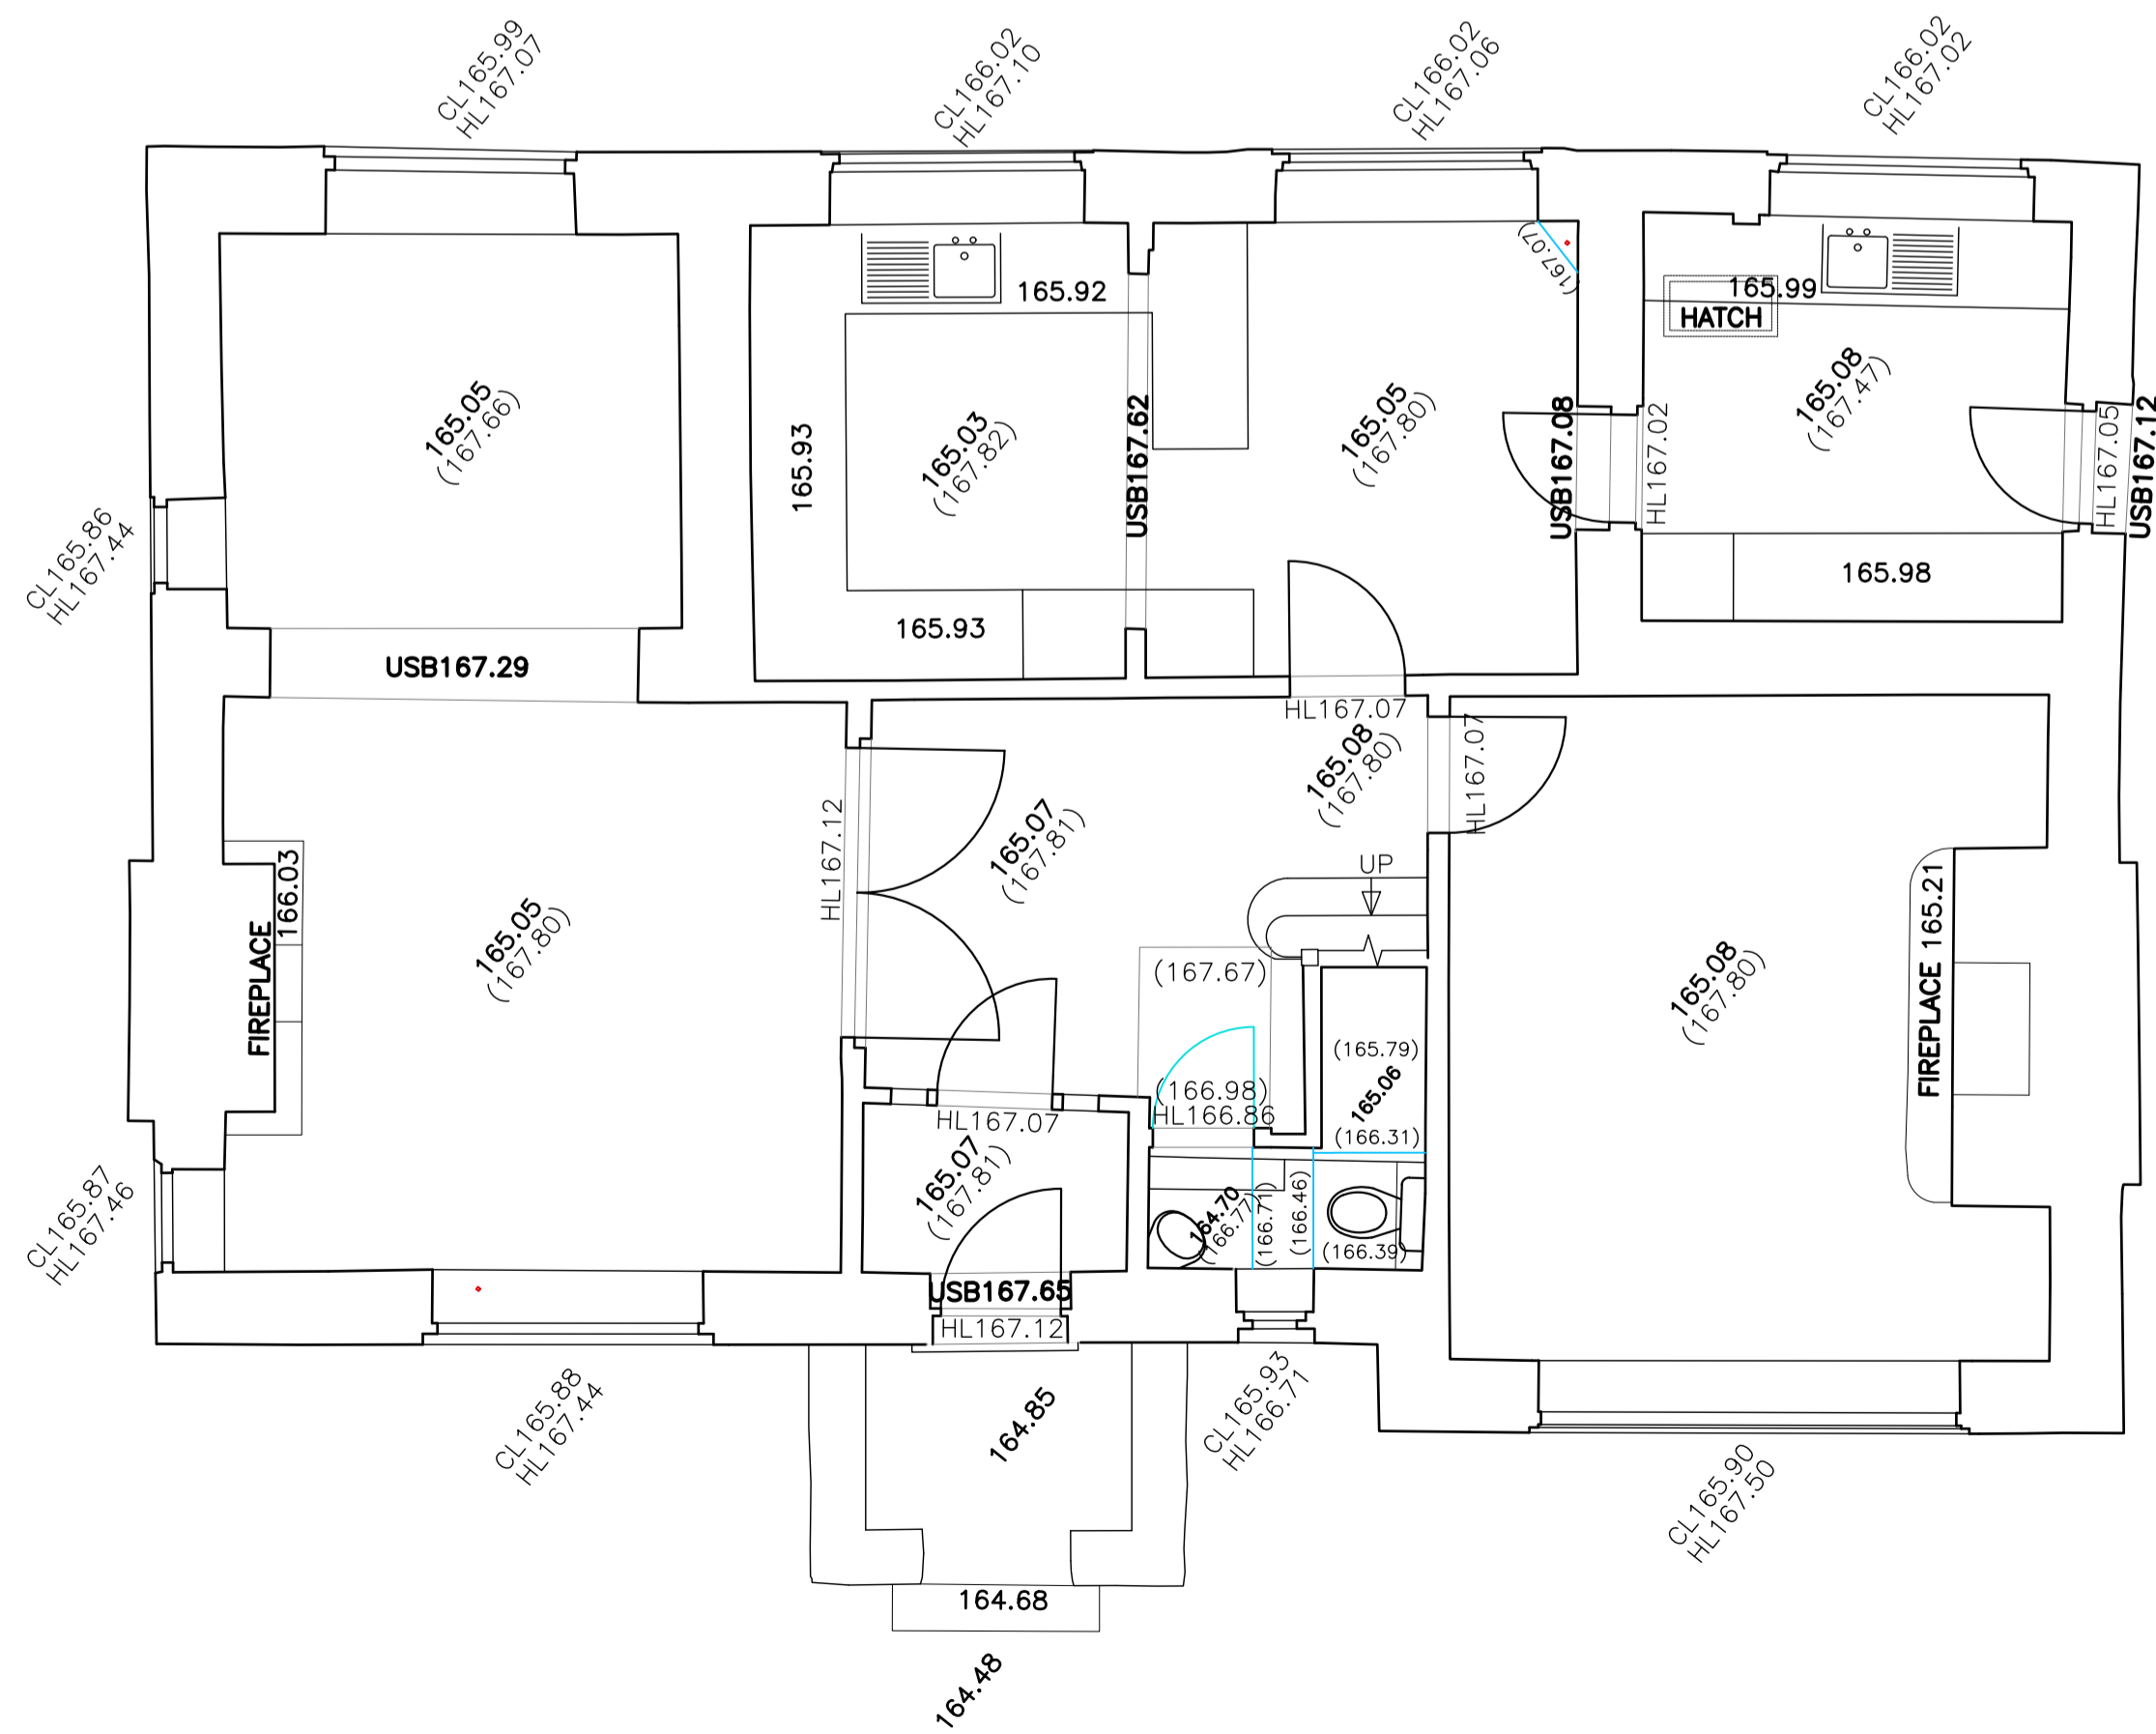 CL165.99
HL167.07
CL166.02
HL167.10
CL166.02
HL167.06
CL166.02
HL167.02
(167.07)
165.92
165.99
HATCH
165.05
(167.66)
165.93
165.03
(167.82)
USB167.62
165.05
(167.80)
USB167.08
HL167.02
165.08
(167.47)
HL167.05
USB167.12
CL165.86
HL167.44
165.98
165.93
USB167.29
HL167.07
165.08
(167.80)
HL167.07
HL167.12
165.07
(167.81)
UP
166.03
FIREPLACE
165.05
(167.80)
(167.67)
165.08
(167.80)
FIREPLACE 165.21
(165.79)
165.06
(166.31)
(166.98)
HL166.86
HL167.07
165.07
(167.81)
164.70
(166.77)
(166.71)
(166.46)
(166.39)
CL165.87
HL167.46
USB167.65
HL167.12
CL165.88
HL167.44
164.85
CL165.93
HL166.71
CL165.90
HL167.50
164.68
164.48